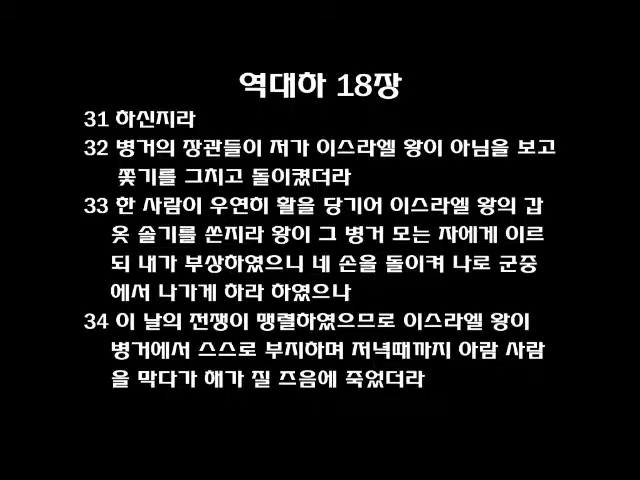 역대하 18장
31 하신지라
32 병거의 장관들이 저가 이스라엘 왕이 아님을 보고
쫓기를 그치고 돌이켰더라
33 한 사람이 우연히 활을 당기어 이스라엘 왕의 갑
옷 솔기를 쏜지라 왕이 그 병거 모는 자에게 이르
되 내가 부상하였으니 네 손을 돌이켜 나로 군중
에서 나가게 하라 하였으나
34 이 날의 전쟁이 맹렬하였으므로 이스라엘 왕이
병거에서 스스로 부지하며 저녁때까지 아람 사람
을 막다가 해가 질 즈음에 죽었더라